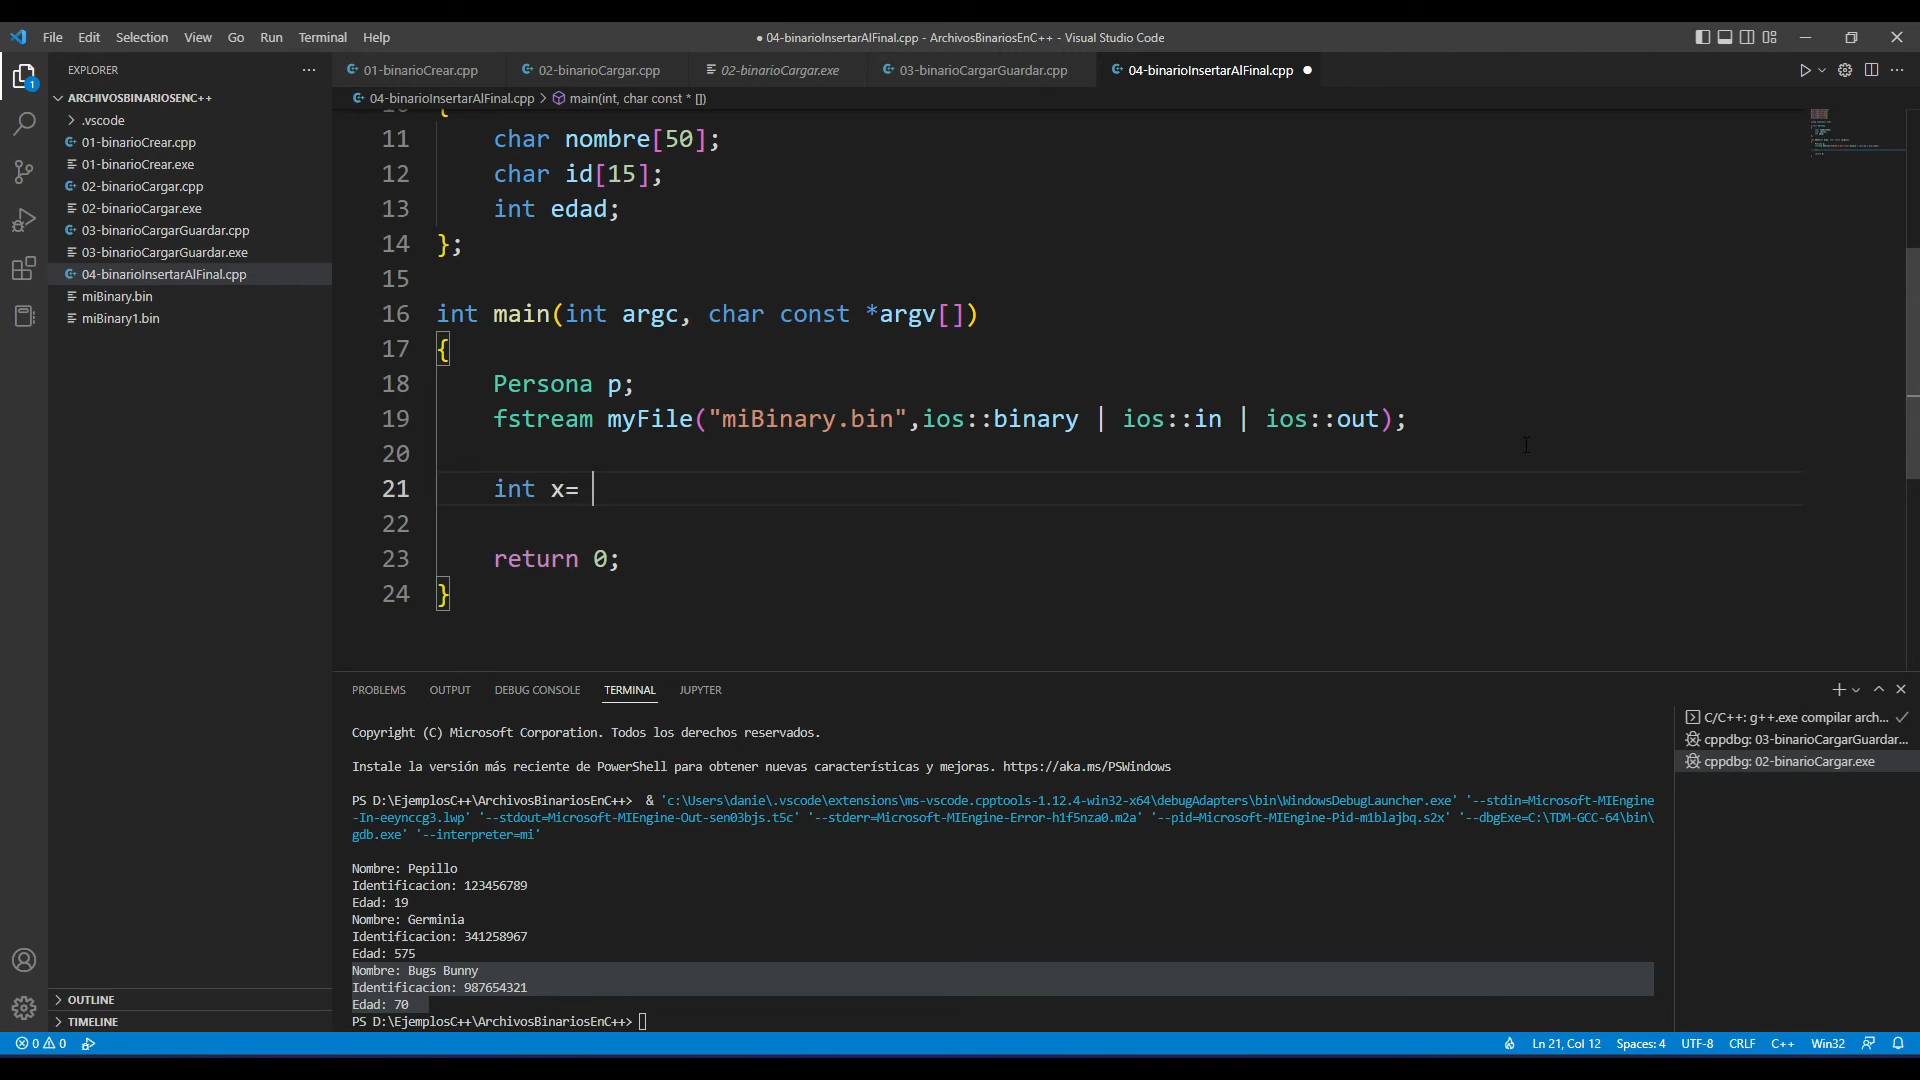 File Edit Selection View Go Run Terminal Help
● 04-binarioInsertarAlFinal.cpp - ArchivosBinariosEnC++ - Visual Studio Code
EXPLORER
01-binarioCrear.cpp
02-binarioCargar.cpp
02-binarioCargar.exe
03-binarioCargarGuardar.cpp
04-binarioInsertarAlFinal.cpp ●
04-binarioInsertarAlFinal.cpp > main(int, char const * [])
1
ARCHIVOSBINARIOSENC++
> .vscode
01-binarioCrear.cpp
01-binarioCrear.exe
02-binarioCargar.cpp
02-binarioCargar.exe
03-binarioCargarGuardar.cpp
03-binarioCargarGuardar.exe
04-binarioInsertarAlFinal.cpp
miBinary.bin
miBinary1.bin
OUTLINE
TIMELINE
{
11 char nombre[50];
12 char id[15];
13 int edad;
14 };
15
16 int main(int argc, char const *argv[])
17 {
18 Persona p;
19 fstream myFile("miBinary.bin",ios::binary | ios::in | ios::out);
20
21 int x=
22
23 return 0;
24 }
PROBLEMS OUTPUT DEBUG CONSOLE TERMINAL JUPYTER
Copyright (C) Microsoft Corporation. Todos los derechos reservados.
Instale la versión más reciente de PowerShell para obtener nuevas características y mejoras. https://aka.ms/PSWindows
PS D:\EjemplosC++\ArchivosBinariosEnC++>  & 'c:\Users\danie\.vscode\extensions\ms-vscode.cpptools-1.12.4-win32-x64\debugAdapters\bin\WindowsDebugLauncher.exe' '--stdin=Microsoft-MIEngine
-In-eeynccg3.lwp' '--stdout=Microsoft-MIEngine-Out-sen03bjs.t5c' '--stderr=Microsoft-MIEngine-Error-h1f5nza0.m2a' '--pid=Microsoft-MIEngine-Pid-m1blajbq.s2x' '--dbgExe=C:\TDM-GCC-64\bin\
gdb.exe' '--interpreter=mi'
Nombre: Pepillo
Identificacion: 123456789
Edad: 19
Nombre: Germinia
Identificacion: 341258967
Edad: 575
Nombre: Bugs Bunny
Identificacion: 987654321
Edad: 70
PS D:\EjemplosC++\ArchivosBinariosEnC++>
C/C++: g++.exe compilar arch...
cppdbg: 03-binarioCargarGuardar...
cppdbg: 02-binarioCargar.exe
0 0
Ln 21, Col 12 Spaces: 4 UTF-8 CRLF C++ Win32